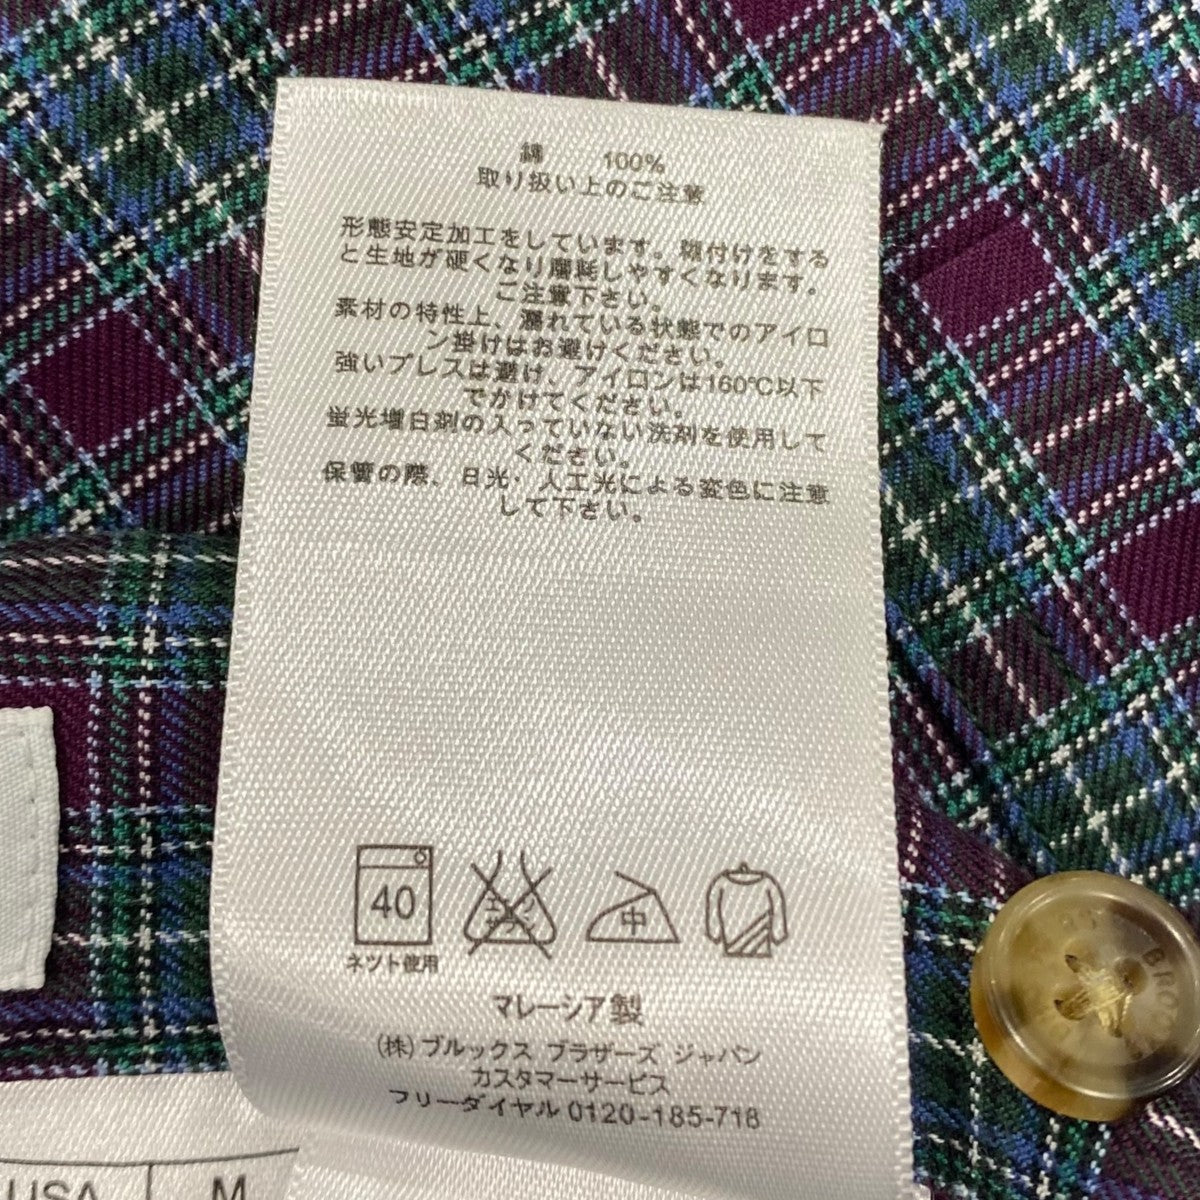 綿 100%
取り扱い上のご注意
形態安定加工をしています。糊付けをする
と生地が硬くなり磨耗しやすくなります。
ご注意下さい。
素材の特性上、濡れている状態でのアイロ
ン掛けはお避けください。
強いプレスは避け、アイロンは160℃以下
でかけてください。
蛍光増白剤の入っていない洗剤を使用して
ください。
保管の際、日光・人工光による変色に注意
して下さい。
40
エンソ
サラシ
中
ネツト使用
マレーシア製
(株)ブルックス ブラザーズ ジャパン
カスタマーサービス
フリーダイヤル 0120-185-718
USA M